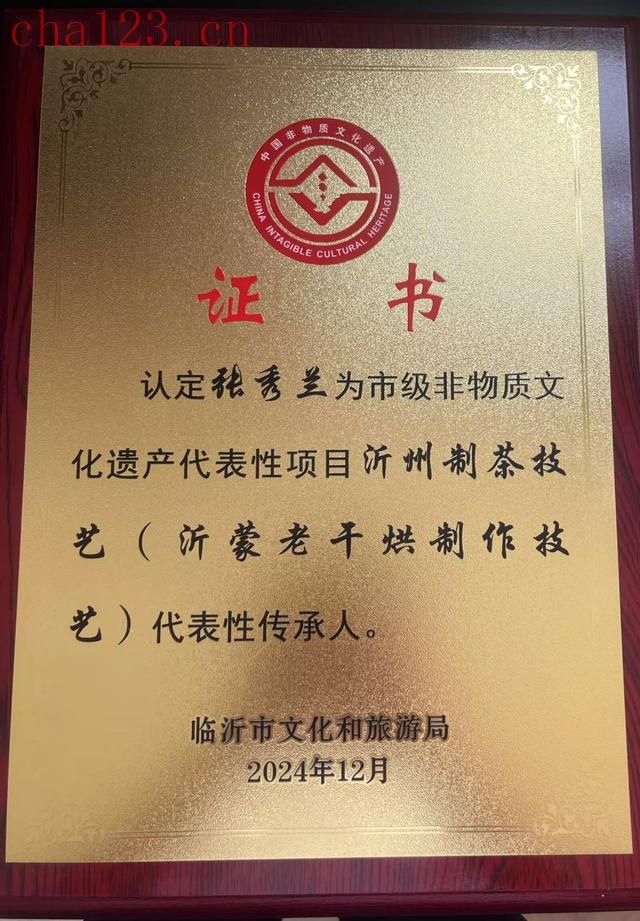 cha123.cn
中国非物质文化遗产
CHINA INTAGIBLE CULTURAL HERITAGE
证书
认定张秀兰为市级非物质文
化遗产代表性项目沂州制茶技
艺（沂蒙老干烘制作技
艺）代表性传承人。
临沂市文化和旅游局
2024年12月